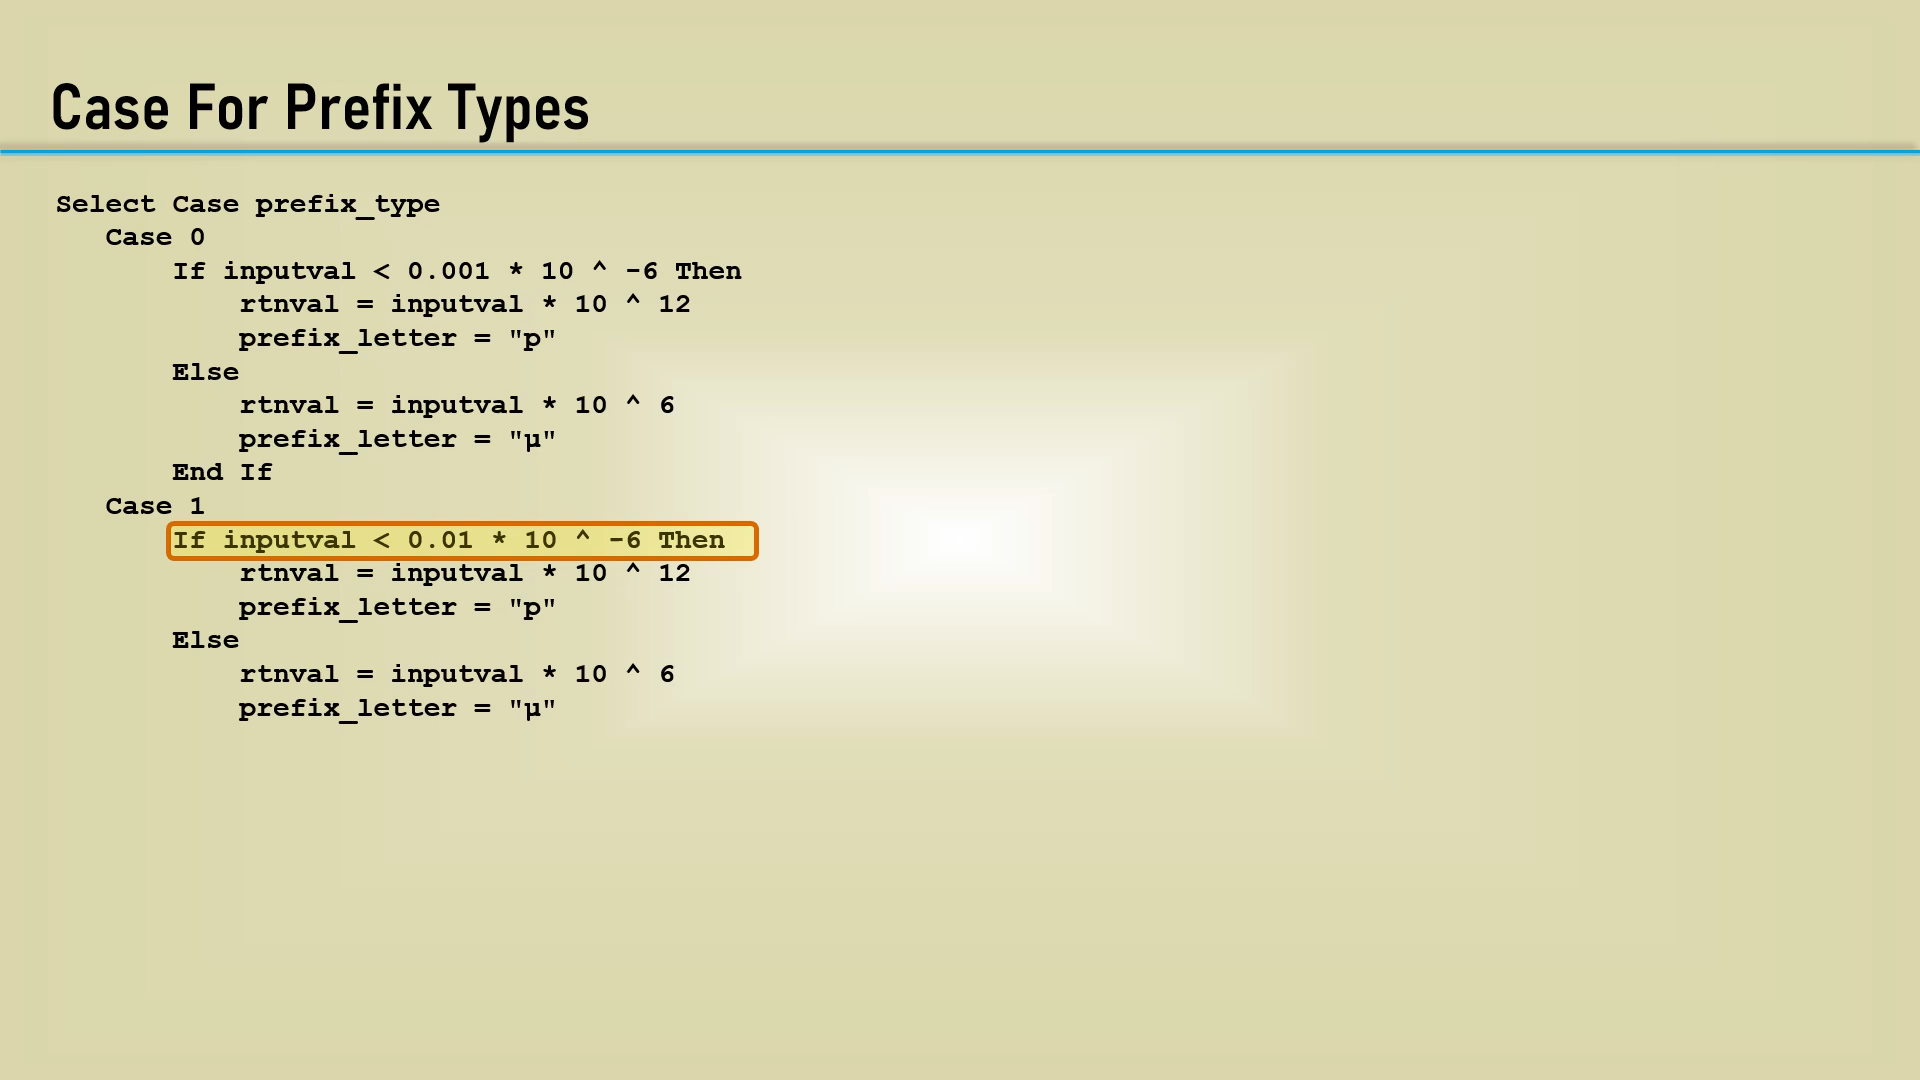 Case For Prefix Types
Select Case prefix_type
Case 0
If inputval < 0.001 * 10 ^ -6 Then
rtnval = inputval * 10 ^ 12
prefix_letter = "p"
Else
rtnval = inputval * 10 ^ 6
prefix_letter = "µ"
End If
Case 1
If inputval < 0.01 * 10 ^ -6 Then
rtnval = inputval * 10 ^ 12
prefix_letter = "p"
Else
rtnval = inputval * 10 ^ 6
prefix_letter = "µ"